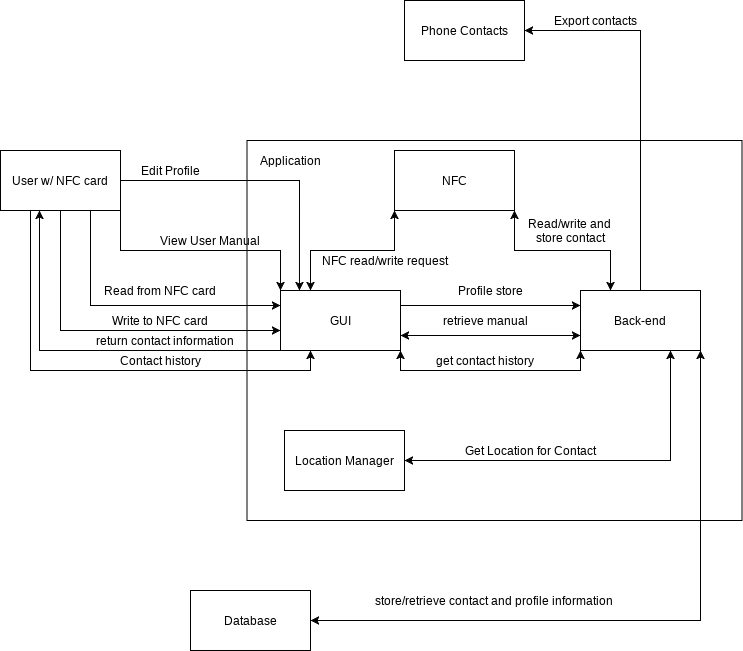 Export contacts
Phone Contacts
User w/ NFC card
Edit Profile
Application
NFC
Read/write and
store contact
View User Manual
NFC read/write request
Read from NFC card
Profile store
Write to NFC card
GUI
retrieve manual
Back-end
return contact information
Contact history
get contact history
Location Manager
Get Location for Contact
Database
store/retrieve contact and profile information